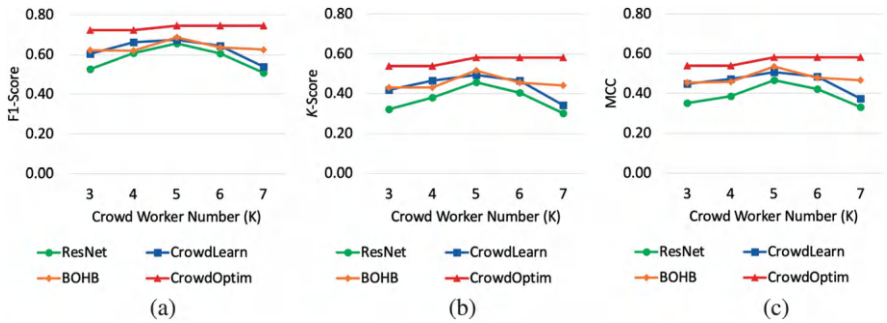 0.80
0.60
0.40
0.20
0.00
F1-Score
3 4 5 6 7
Crowd Worker Number (K)
ResNet CrowdLearn
BOHB CrowdOptim
(a)
0.80
0.60
0.40
0.20
0.00
K-Score
3 4 5 6 7
Crowd Worker Number (K)
ResNet CrowdLearn
BOHB CrowdOptim
(b)
0.80
0.60
0.40
0.20
0.00
MCC
3 4 5 6 7
Crowd Worker Number (K)
ResNet CrowdLearn
BOHB CrowdOptim
(c)